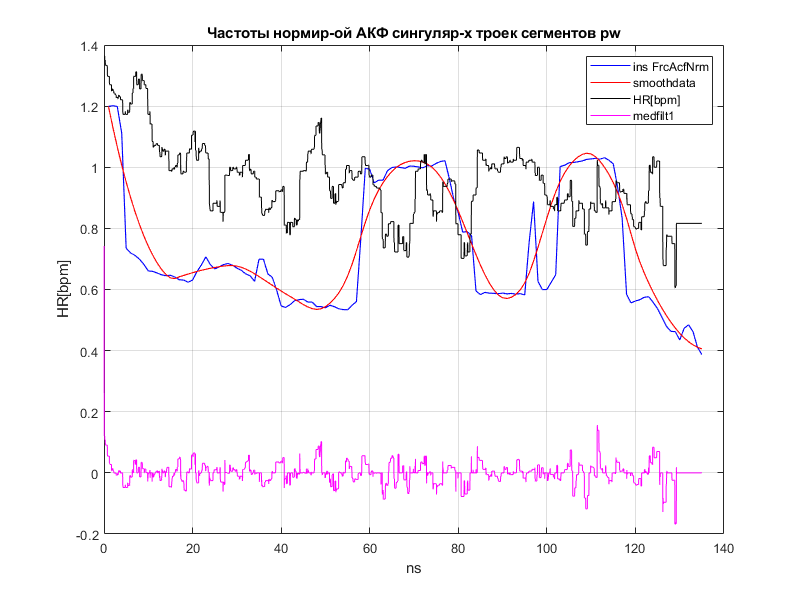 Частоты нормир-ой АКФ сингуляр-х троек сегментов pw
1.4
1.2
1
0.8
0.6
0.4
0.2
0
-0.2
HR[bpm]
ins FrcAcfNrm
smoothdata
HR[bpm]
medfilt1
0
20
40
60
80
100
120
140
ns